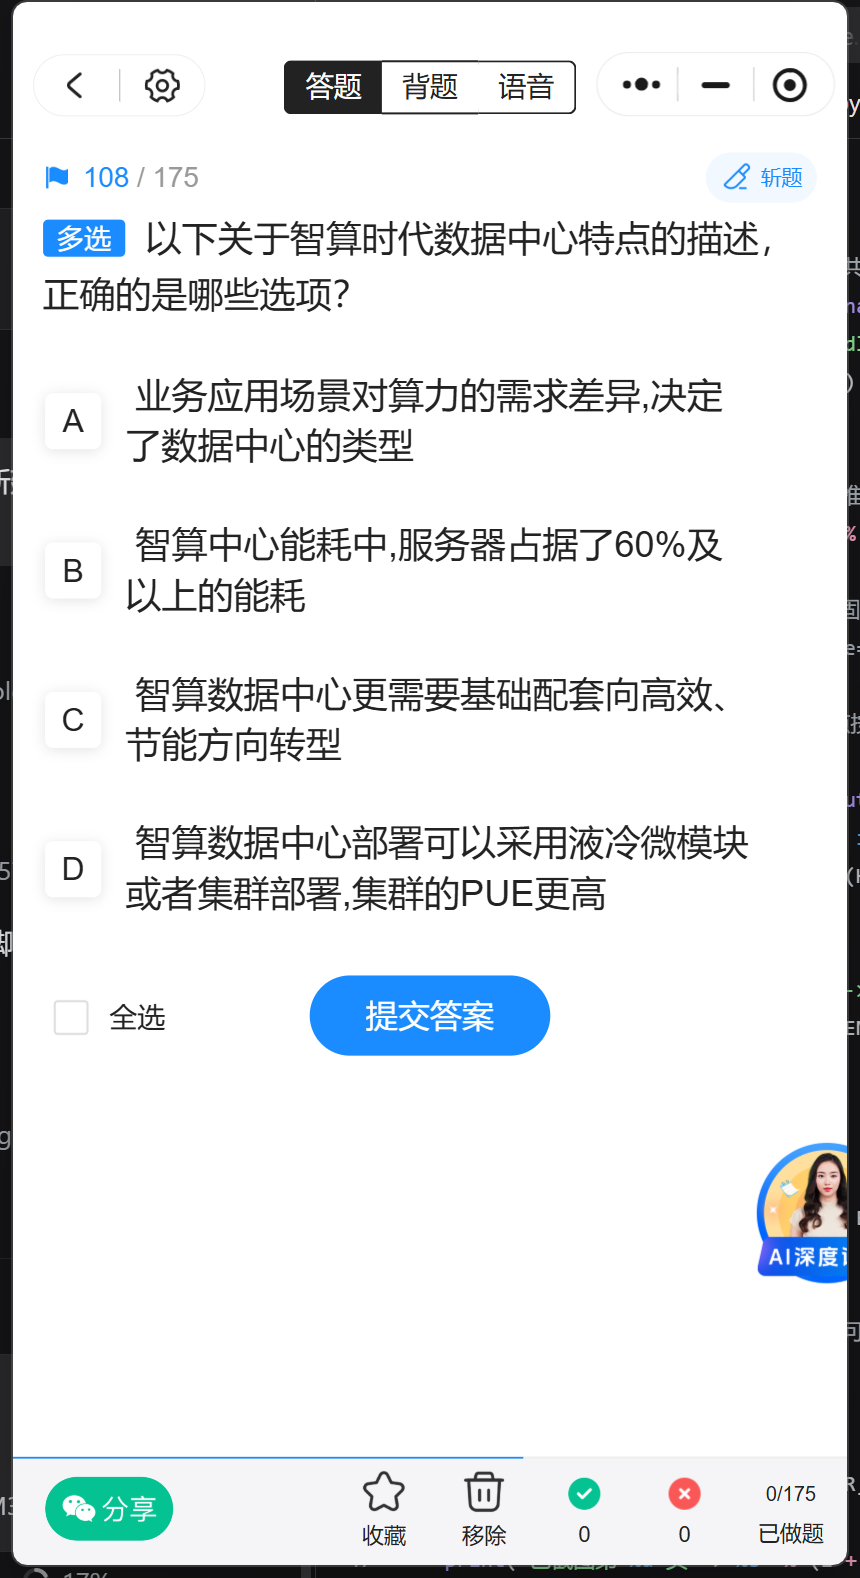 答题 背题 语音
108 / 175
斩题
多选 以下关于智算时代数据中心特点的描述,
正确的是哪些选项?
A 业务应用场景对算力的需求差异,决定
了数据中心的类型
B 智算中心能耗中,服务器占据了60%及
以上的能耗
C 智算数据中心更需要基础配套向高效、
节能方向转型
D 智算数据中心部署可以采用液冷微模块
或者集群部署,集群的PUE更高
全选 提交答案
AI深度
分享
收藏
移除
0
0
0/175
已做题
17%